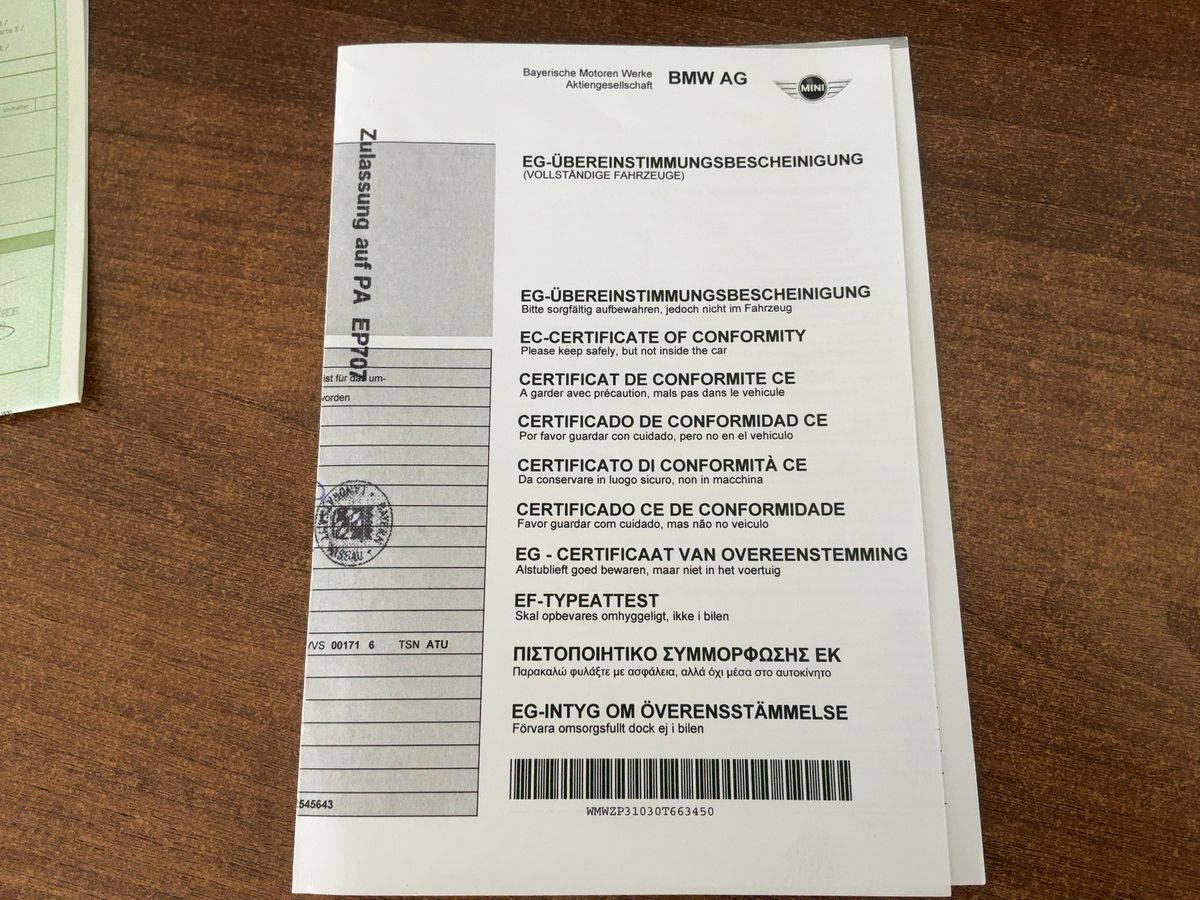 arte II /
Vorhalter
Bayerische Motoren Werke
Aktiengesellschaft
BMW AG
MINI
EG-ÜBEREINSTIMMUNGSBESCHEINIGUNG
(VOLLSTÄNDIGE FAHRZEUGE)
Zulassung auf PA EP707
EG-ÜBEREINSTIMMUNGSBESCHEINIGUNG
Bitte sorgfältig aufbewahren, jedoch nicht im Fahrzeug
EC-CERTIFICATE OF CONFORMITY
Please keep safely, but not inside the car
CERTIFICAT DE CONFORMITE CE
A garder avec précaution, mals pas dans le vehicule
CERTIFICADO DE CONFORMIDAD CE
Por favor guardar con cuidado, pero no en el vehiculo
CERTIFICATO DI CONFORMITÀ CE
Da conservare in luogo sicuro, non in macchina
CERTIFICADO CE DE CONFORMIDADE
Favor guardar com cuidado, mas não no veiculo
EG - CERTIFICAAT VAN OVEREENSTEMMING
Alstublieft goed bewaren, maar niet in het voertuig
EF-TYPEATTEST
Skal opbevares omhyggeligt, ikke i bilen
ΠΙΣΤΟΠΟΙΗΤΙΚΟ ΣΥΜΜΟΡΦΩΣΗΣ ΕΚ
Παρακαλώ φυλάξτε με ασφάλεια, αλλά όχι μέσα στο αυτοκίνητο
EG-INTYG OM ÖVERENSSTÄMMELSE
Förvara omsorgsfullt dock ej i bilen
WMWZP31030T663450
ist für das um-
vorden
BAYERN
VVS 00171 6 TSN ATU
545643